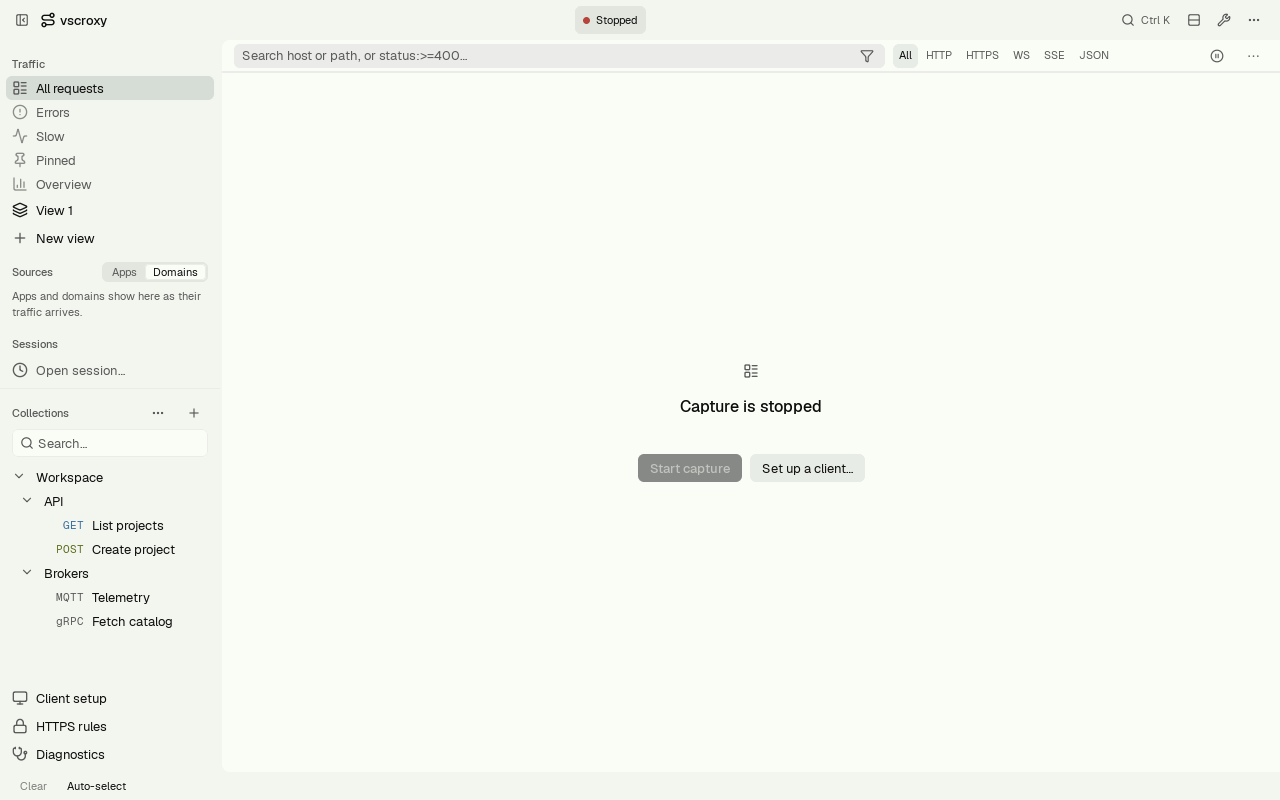 vscroxy
Stopped
Ctrl K
Traffic
All requests
Errors
Slow
Pinned
Overview
View 1
New view
Sources
Apps
Domains
Apps and domains show here as their
traffic arrives.
Sessions
Open session...
Collections
Search...
Workspace
API
GET List projects
POST Create project
Brokers
MQTT Telemetry
gRPC Fetch catalog
Client setup
HTTPS rules
Diagnostics
Clear
Auto-select
Search host or path, or status:>=400...
All
HTTP
HTTPS
WS
SSE
JSON
Capture is stopped
Start capture
Set up a client...